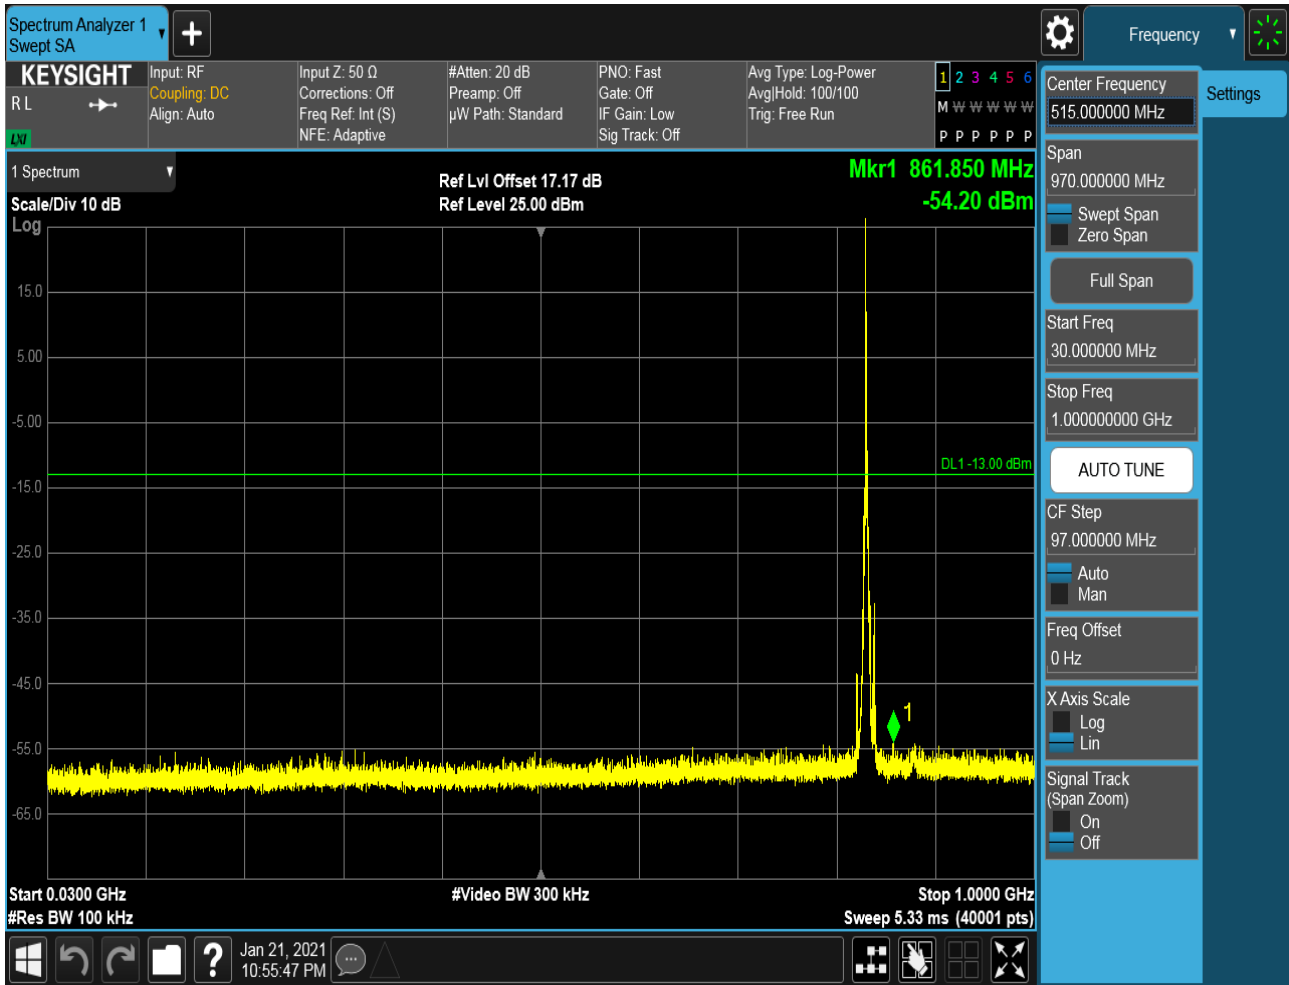 Spectrum Analyzer 1
Swept SA
Frequency
KEYSIGHT
R L
LXI
Input: RF
Coupling: DC
Align: Auto
Input Z: 50 Ω
Corrections: Off
Freq Ref: Int (S)
NFE: Adaptive
#Atten: 20 dB
Preamp: Off
µW Path: Standard
PNO: Fast
Gate: Off
IF Gain: Low
Sig Track: Off
Avg Type: Log-Power
Avg|Hold: 100/100
Trig: Free Run
1 2 3 4 5 6
M W W W W W
P P P P P P
1 Spectrum
Scale/Div 10 dB
Log
Ref Lvl Offset 17.17 dB
Ref Level 25.00 dBm
Mkr1 861.850 MHz
-54.20 dBm
15.0
5.00
-5.00
-15.0
-25.0
-35.0
-45.0
-55.0
-65.0
DL1 -13.00 dBm
1
Start 0.0300 GHz
#Res BW 100 kHz
#Video BW 300 kHz
Stop 1.0000 GHz
Sweep 5.33 ms (40001 pts)
Jan 21, 2021
10:55:47 PM
Center Frequency
515.000000 MHz
Settings
Span
970.000000 MHz
Swept Span
Zero Span
Full Span
Start Freq
30.000000 MHz
Stop Freq
1.000000000 GHz
AUTO TUNE
CF Step
97.000000 MHz
Auto
Man
Freq Offset
0 Hz
X Axis Scale
Log
Lin
Signal Track
(Span Zoom)
On
Off